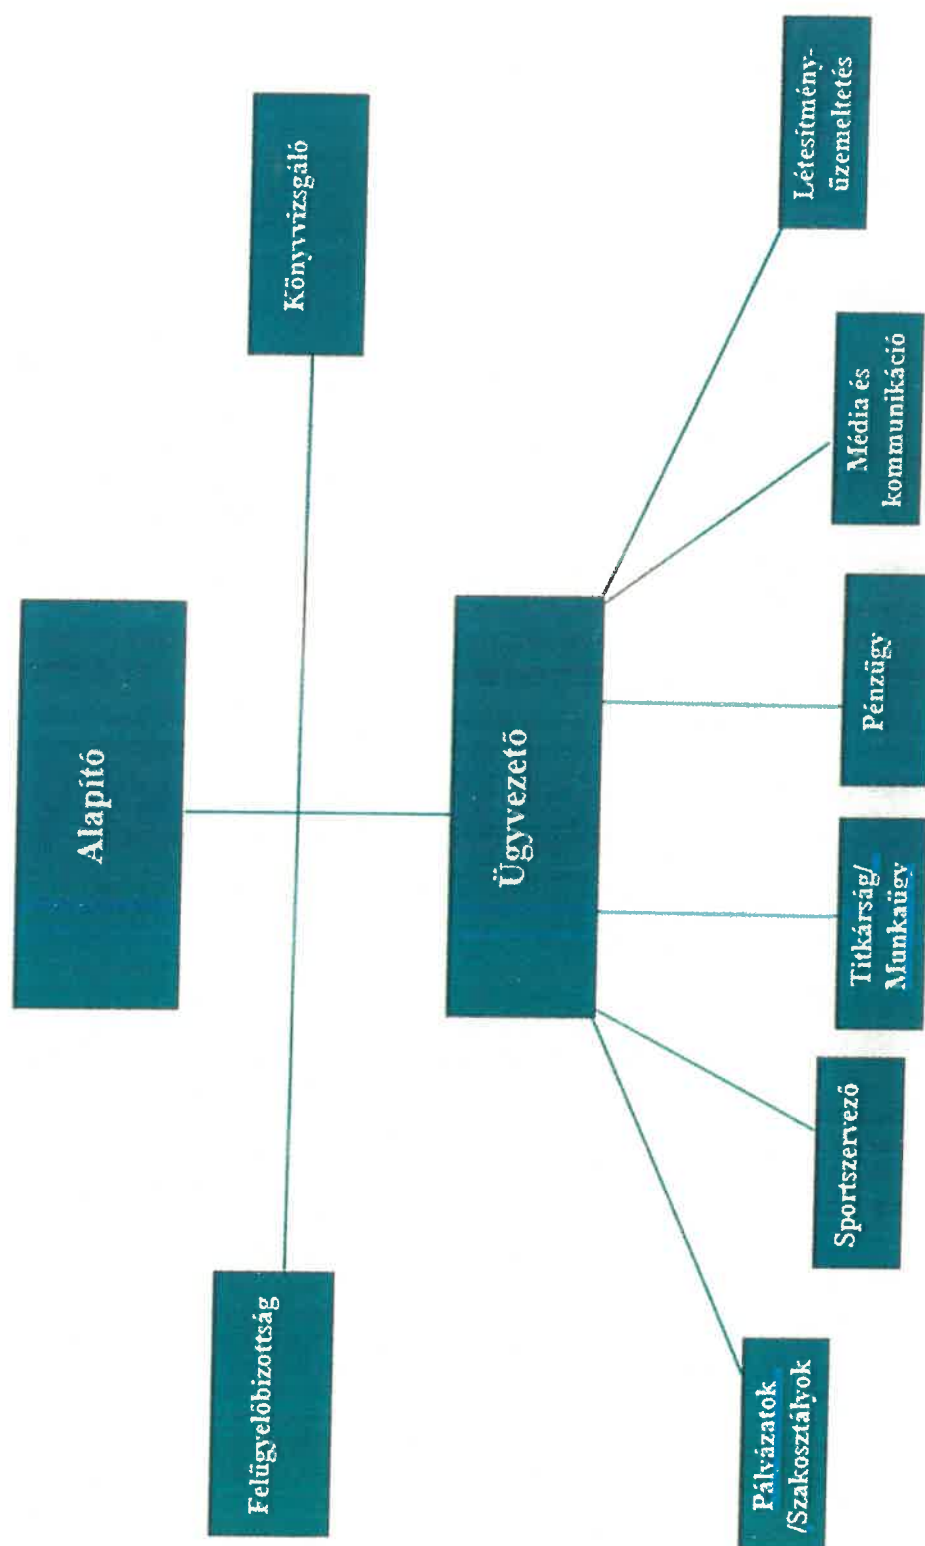 Alapító
Felügyelőbizottság
Könyvvizsgáló
Ügyvezető
Pályázatok
/Szakosztályok
Sportszervező
Titkárság/
Munkaügy
Pénzügy
Média és
kommunikáció
Létesítmény-
üzemeltetés